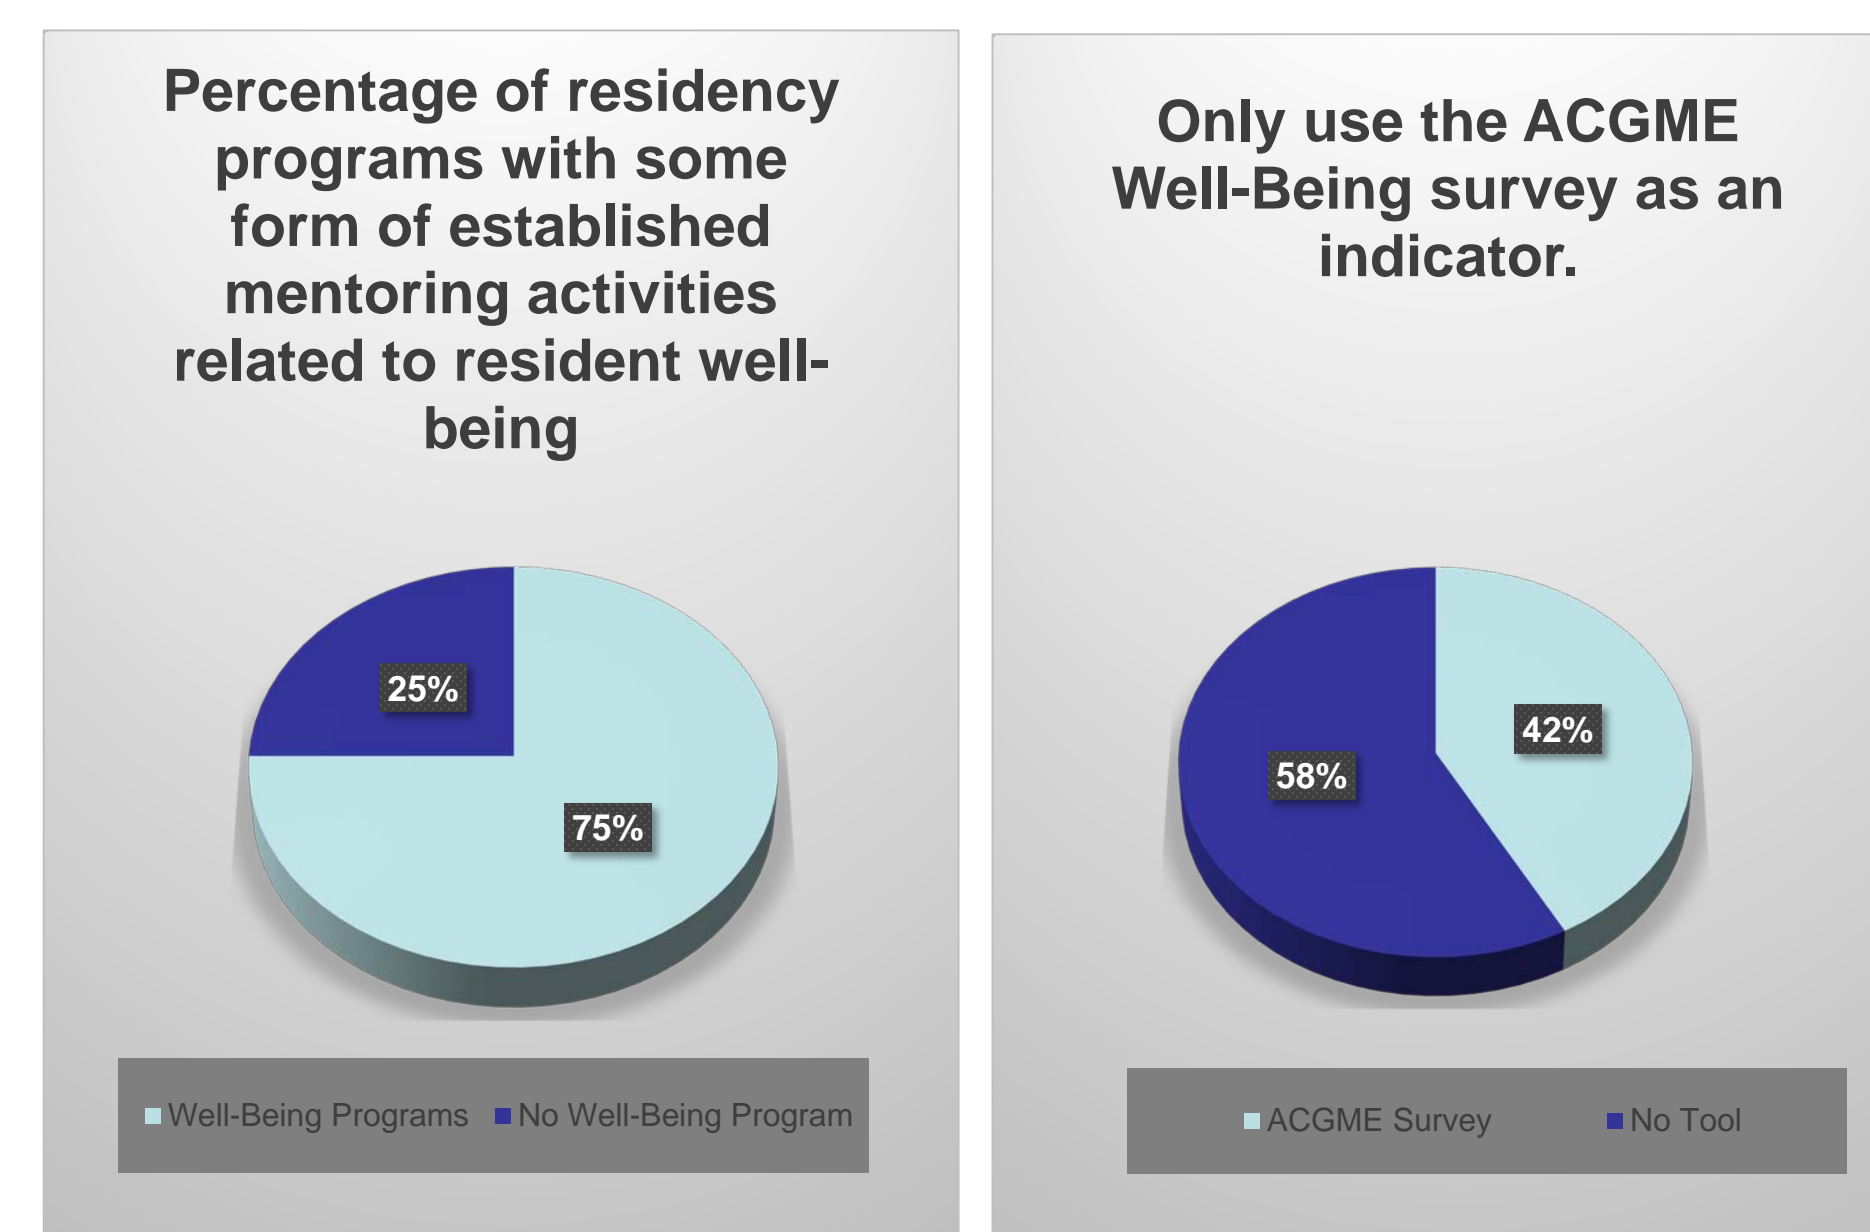 Percentage of residency
programs with some
form of established
mentoring activities
related to resident well-
being
25%
75%
Well-Being Programs No Well-Being Program
Only use the ACGME
Well-Being survey as an
indicator.
42%
58%
ACGME Survey No Tool